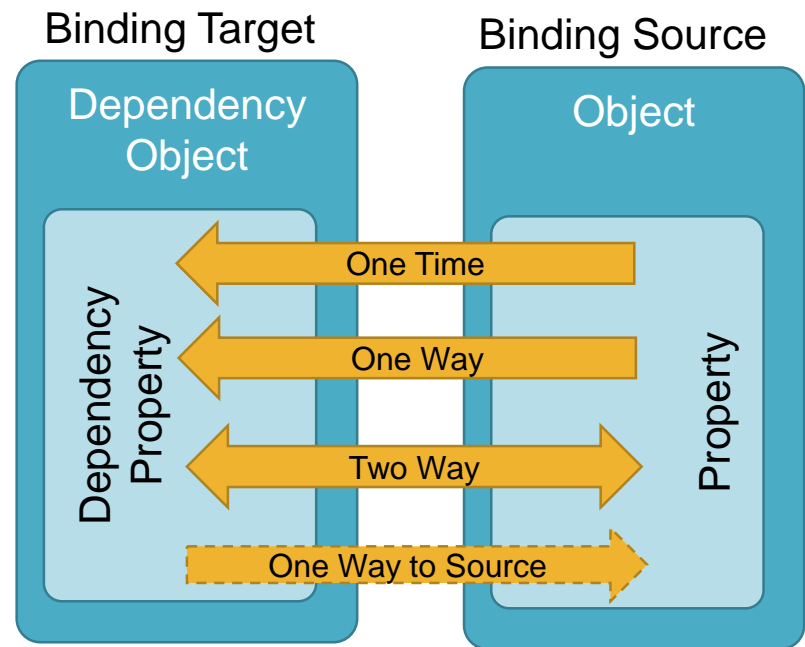 Binding Target
Binding Source
Dependency
Object
Object
Dependency
Property
One Time
One Way
Two Way
One Way to Source
Property